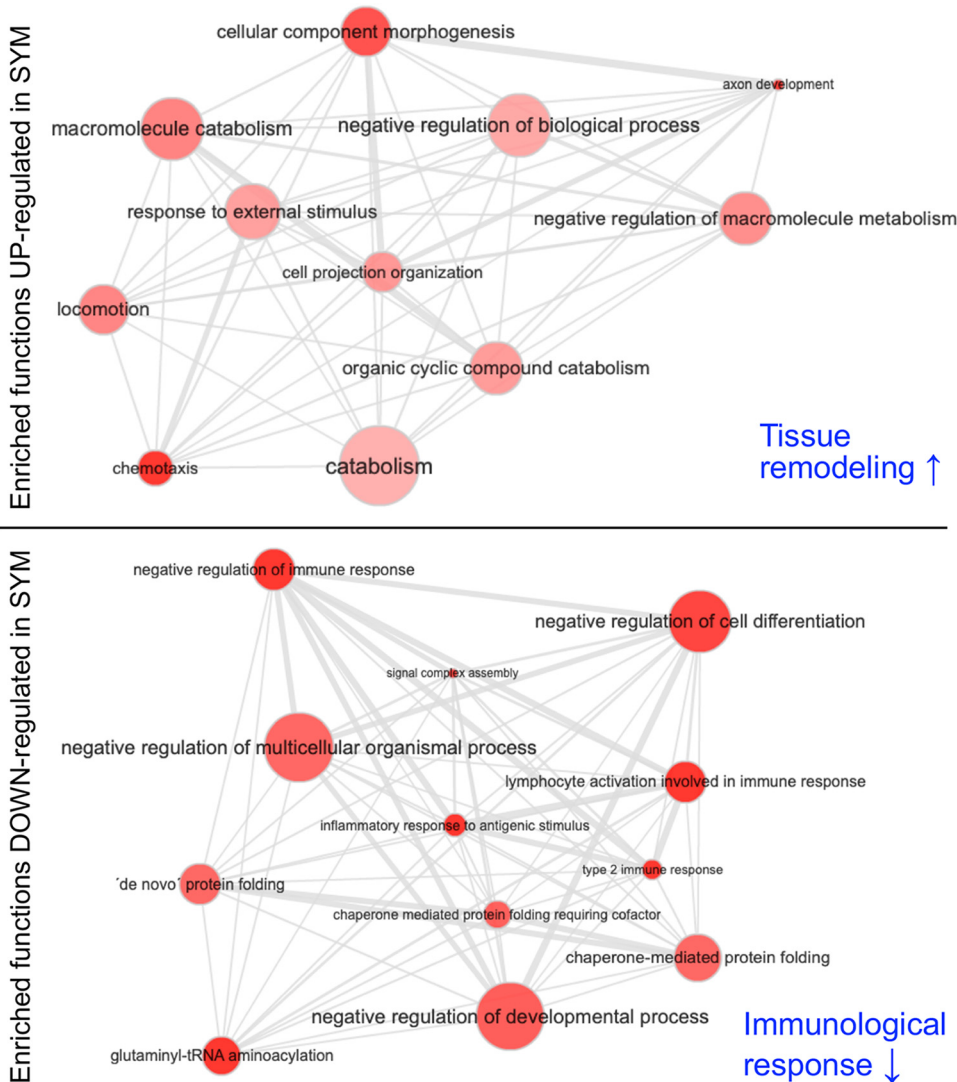 Enriched functions UP-regulated in SYM
cellular component morphogenesis
axon development
macromolecule catabolism
negative regulation of biological process
response to external stimulus
negative regulation of macromolecule metabolism
cell projection organization
locomotion
organic cyclic compound catabolism
chemotaxis
catabolism
Tissue
remodeling ↑
Enriched functions DOWN-regulated in SYM
negative regulation of immune response
negative regulation of cell differentiation
signal complex assembly
negative regulation of multicellular organismal process
lymphocyte activation involved in immune response
inflammatory response to antigenic stimulus
type 2 immune response
´de novo´ protein folding
chaperone mediated protein folding requiring cofactor
chaperone-mediated protein folding
negative regulation of developmental process
glutaminyl-tRNA aminoacylation
Immunological
response ↓